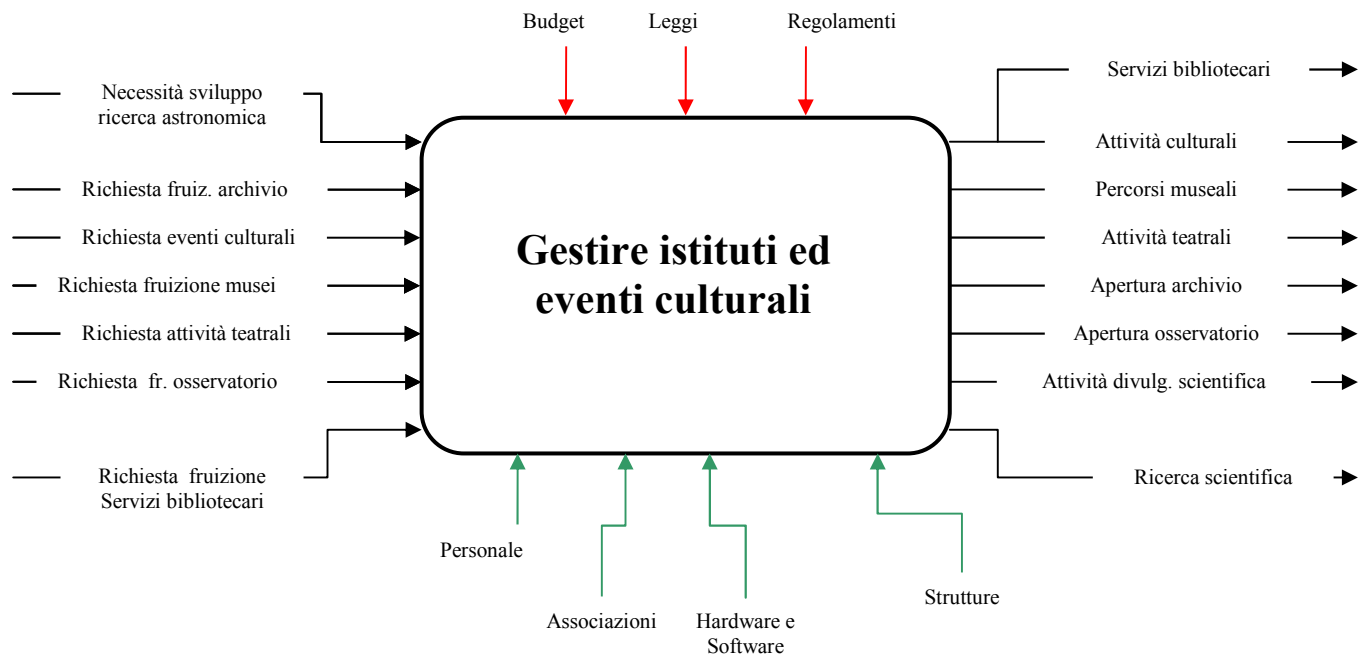 Budget
Leggi
Regolamenti
Necessità sviluppo
ricerca astronomica
Richiesta fruiz. archivio
Richiesta eventi culturali
Richiesta fruizione musei
Richiesta attività teatrali
Richiesta fr. osservatorio
Richiesta fruizione
Servizi bibliotecari
Gestire istituti ed
eventi culturali
Servizi bibliotecari
Attività culturali
Percorsi museali
Attività teatrali
Apertura archivio
Apertura osservatorio
Attività divulg. scientifica
Ricerca scientifica
Personale
Associazioni
Hardware e
Software
Strutture